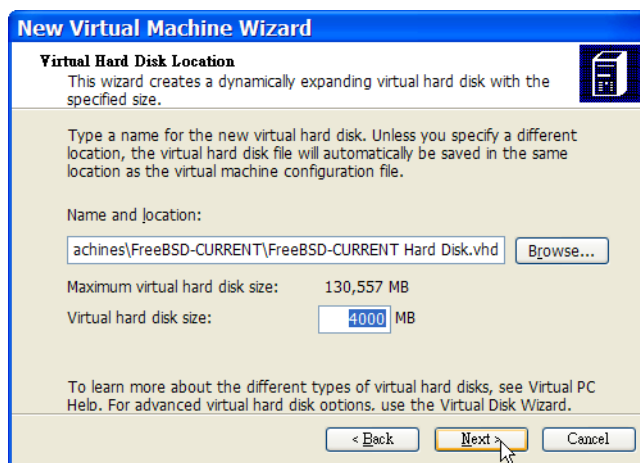 New Virtual Machine Wizard
Virtual Hard Disk Location
This wizard creates a dynamically expanding virtual hard disk with the
specified size.
Type a name for the new virtual hard disk. Unless you specify a different
location, the virtual hard disk file will automatically be saved in the same
location as the virtual machine configuration file.
Name and location:
achines\FreeBSD-CURRENT\FreeBSD-CURRENT Hard Disk.vhd Browse...
Maximum virtual hard disk size: 130,557 MB
Virtual hard disk size: 4000 MB
To learn more about the different types of virtual hard disks, see Virtual PC
Help. For advanced virtual hard disk options, use the Virtual Disk Wizard.
< Back Next > Cancel